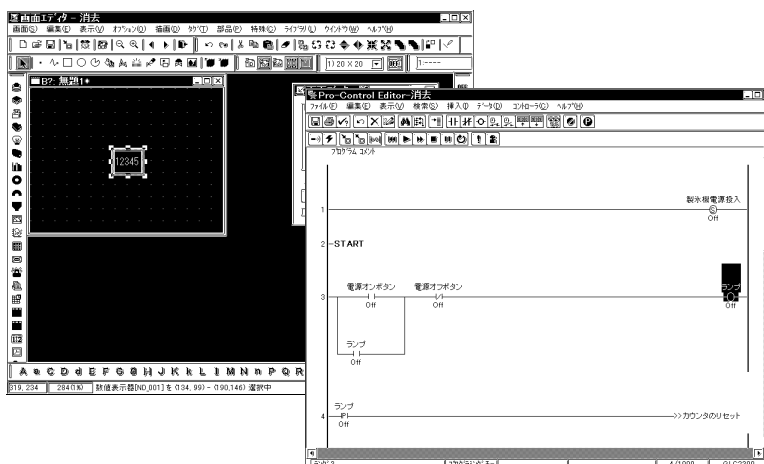 画面エディタ - 消去
画面(S) 編集(E) 表示(V) オプション(O) 描画(D) タグ(T) 部品(P) 特殊(C) ライブラリ(L) ウインドウ(W) ヘルプ(H)
1) 20 × 20
1:----
B?: 無題1*
12345
A
319, 234
284(1%)
数値表示器[ND_001]を (134, 99) - (190,146) 選択中
Pro-Control Editor-消去
ファイル(F) 編集(E) 表示(V) 検索(S) 挿入(I) データ(D) コントローラ(C) ヘルプ(H)
プログラム コメント
1
製氷機電源投入
Off
2
START
電源オンボタン
電源オフボタン
ランプ
3
Off
Off
Off
ランプ
Off
ランプ
4
P
>>カウンタのリセット
Off